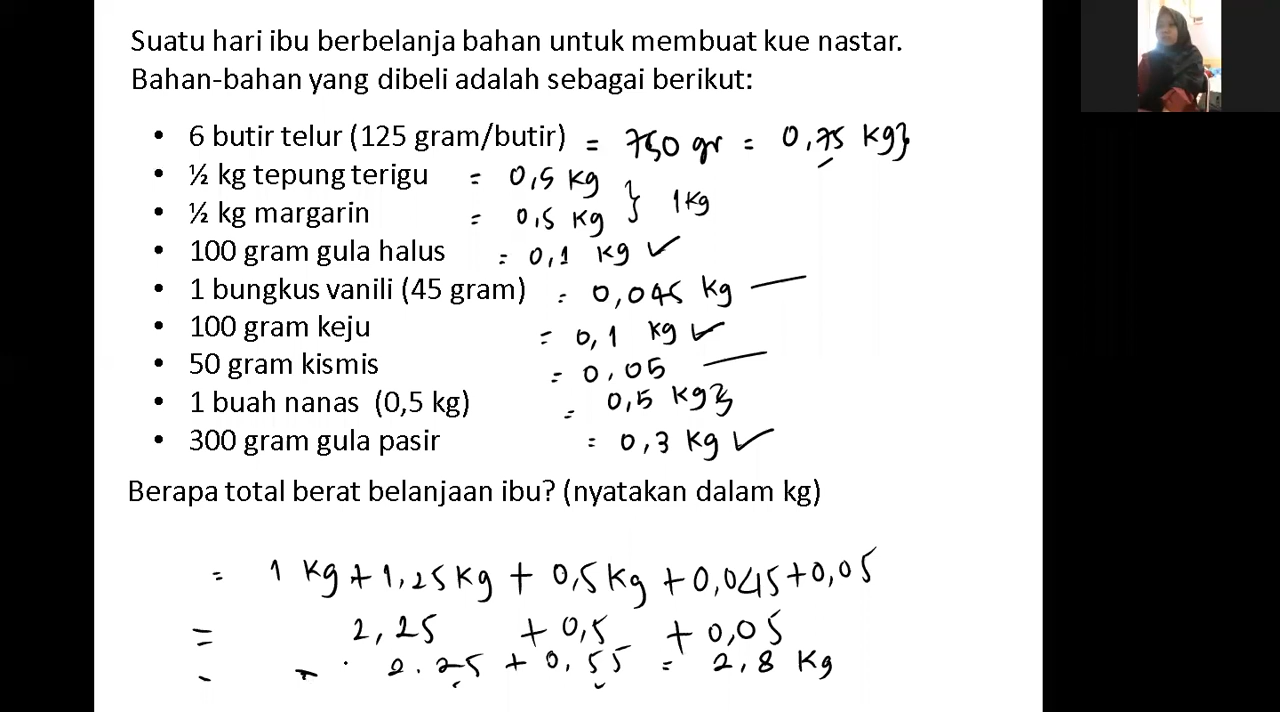 Suatu hari ibu berbelanja bahan untuk membuat kue nastar.
Bahan-bahan yang dibeli adalah sebagai berikut:
• 6 butir telur (125 gram/butir) = 750 gr = 0,75 kg}
• ½ kg tepung terigu = 0,5 kg
• ½ kg margarin = 0,5 kg } 1 kg
• 100 gram gula halus = 0,1 kg ✓
• 1 bungkus vanili (45 gram) = 0,045 kg —
• 100 gram keju = 0,1 kg ✓
• 50 gram kismis = 0,05 —
• 1 buah nanas (0,5 kg) = 0,5 kg}
• 300 gram gula pasir = 0,3 kg ✓
Berapa total berat belanjaan ibu? (nyatakan dalam kg)
= 1 kg + 1,25 kg + 0,5 kg + 0,045 + 0,05
= 2,25 + 0,5 + 0,05
= 2.25 + 0,55 = 2,8 kg